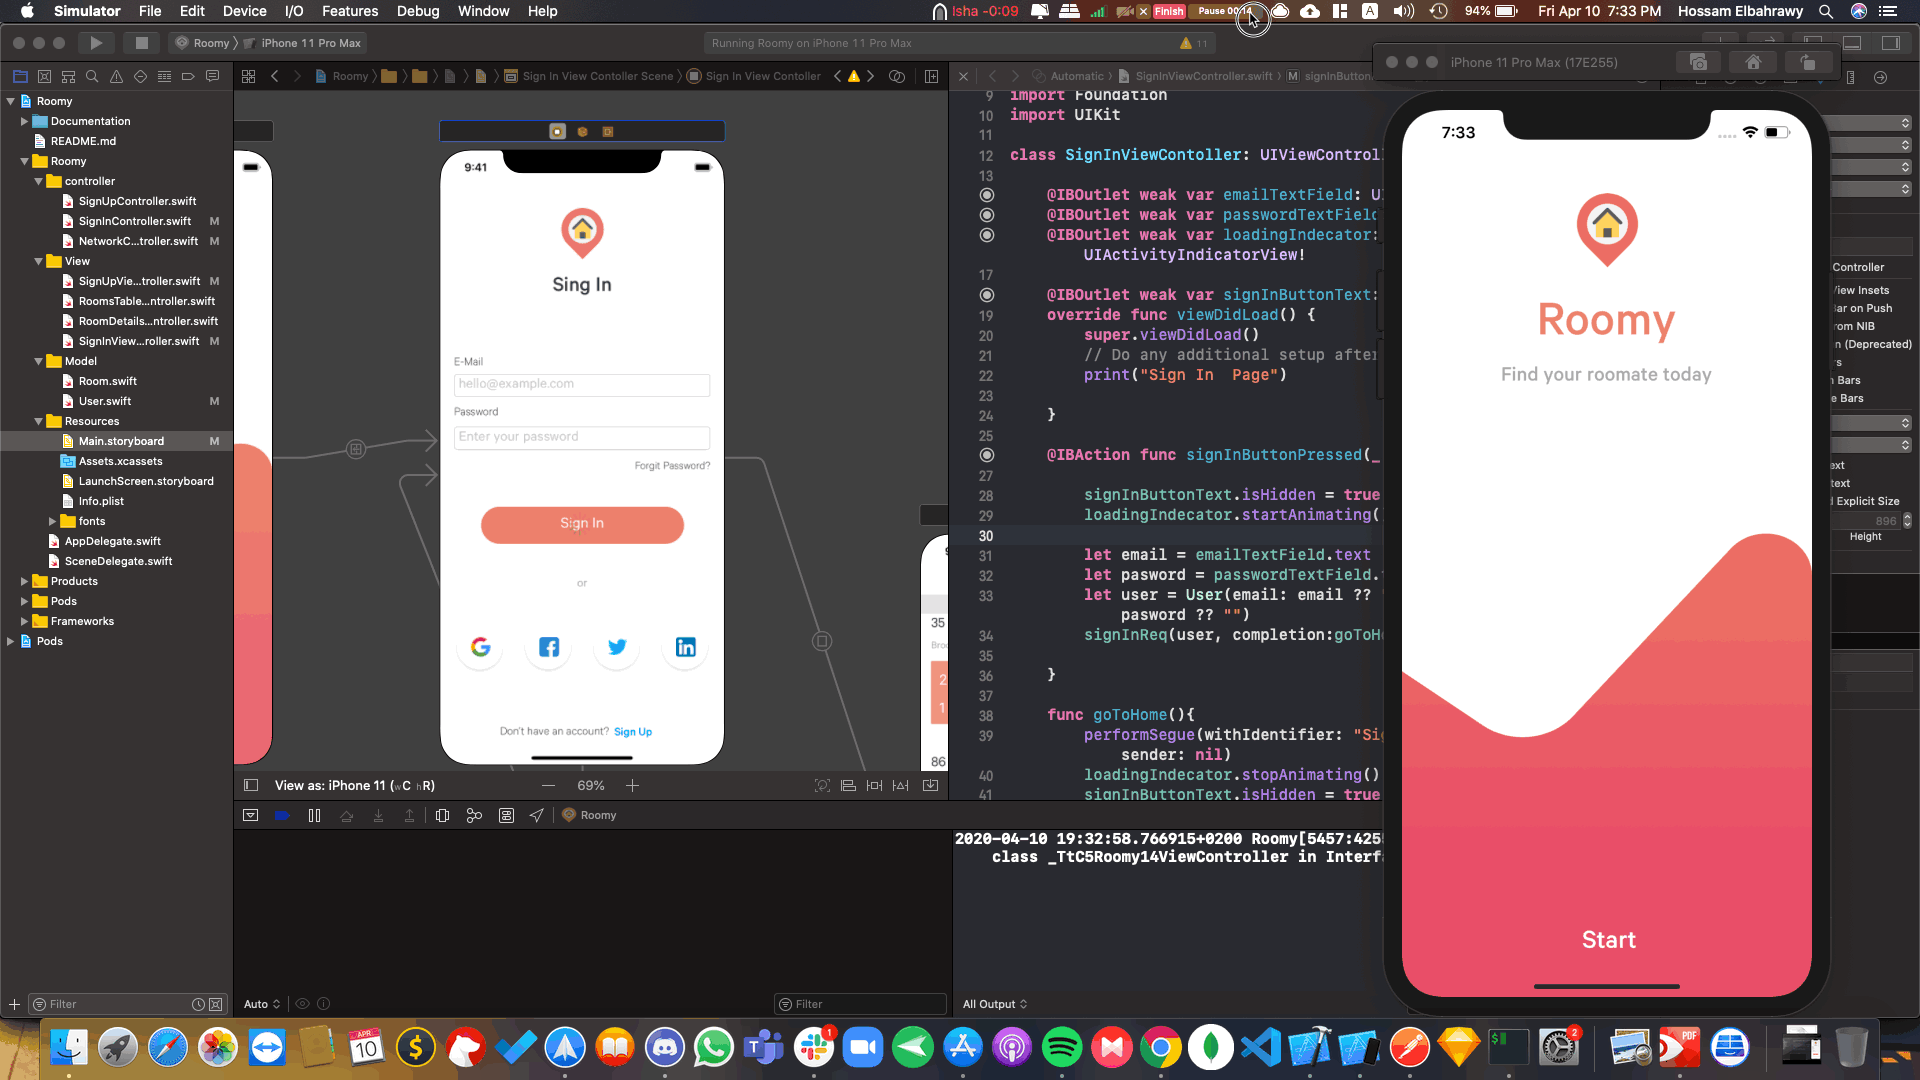 Simulator File Edit Device I/O Features Debug Window Help
Isha -0:09 Finish Pause 00:14 A 94% Fri Apr 10 7:33 PM Hossam Elbahrawy
Roomy iPhone 11 Pro Max
Running Roomy on iPhone 11 Pro Max
11
iPhone 11 Pro Max (17E255)
Roomy
Documentation
README.md
Roomy
controller
SignUpController.swift
SignInController.swift M
NetworkC...troller.swift M
View
SignUpVie...troller.swift M
RoomsTable...ntroller.swift
RoomDetails...ntroller.swift
SignInView...roller.swift M
Model
Room.swift
User.swift M
Resources
Main.storyboard M
Assets.xcassets
LaunchScreen.storyboard
Info.plist
fonts
AppDelegate.swift
SceneDelegate.swift
Products
Pods
Frameworks
Pods
Filter
Roomy Sign In View Contoller Scene Sign In View Contoller
9:41
Sing In
E-Mail
hello@example.com
Password
Enter your password
Forgit Password?
Sign In
or
Don't have an account? Sign Up
35
Broo
2
1
86
View as: iPhone 11 (wC hR)
69%
Automatic SignInViewController.swift M signInButton
9 import Foundation
10 import UIKit
11
12 class SignInViewContoller: UIViewControl
13
@IBOutlet weak var emailTextField: U
@IBOutlet weak var passwordTextField
@IBOutlet weak var loadingIndecator:
UIActivityIndicatorView!
17
@IBOutlet weak var signInButtonText:
19 override func viewDidLoad() {
20 super.viewDidLoad()
21 // Do any additional setup after
22 print("Sign In  Page")
23
24 }
25
@IBAction func signInButtonPressed(_
27
28 signInButtonText.isHidden = true
29 loadingIndecator.startAnimating(
30
31 let email = emailTextField.text
32 let pasword = passwordTextField.
33 let user = User(email: email ?? "
pasword ?? "")
34 signInReq(user, completion:goToHo
35
36 }
37
38 func goToHome(){
39 performSegue(withIdentifier: "Sig
sender: nil)
40 loadingIndecator.stopAnimating()
41 signInButtonText.isHidden = true
Roomy
2020-04-10 19:32:58.766915+0200 Roomy[5457:425
class _TtC5Roomy14ViewController in Interf
Auto
Filter
All Output
7:33
Roomy
Find your roomate today
Start
Controller
View Insets
Bar on Push
rom NIB
n (Deprecated)
rs
n Bars
e Bars
ext
text
d Explicit Size
896
Height
APR
10
1
2
PDF